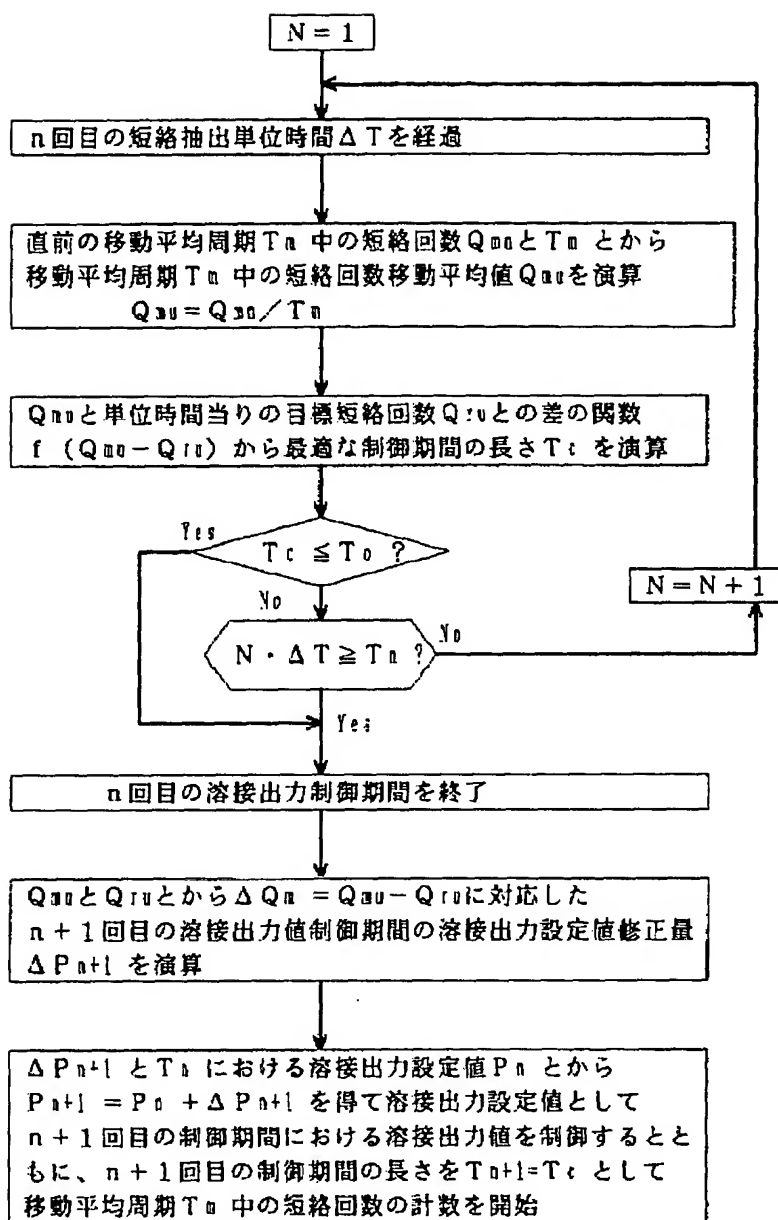 N = 1
n回目の短絡抽出単位時間ΔTを経過
直前の移動平均周期Tm 中の短絡回数QmnとTm とから
移動平均周期Tm 中の短絡回数移動平均値Qmuを演算
Qmu = Qmn／Tm
Qmuと単位時間当りの目標短絡回数Qruとの差の関数
f（Qmu－Qru）から最適な制御期間の長さTc を演算
Yes
Tc ≦ To ?
No
N = N + 1
N・ΔT ≧ Tn ?
No
Yes
n回目の溶接出力制御期間を終了
QmuとQruとからΔQm = Qmu－Qruに対応した
n + 1回目の溶接出力値制御期間の溶接出力設定値修正量
ΔPn+1 を演算
ΔPn+1 とTn における溶接出力設定値Pn とから
Pn+1 = Pn + ΔPn+1 を得て溶接出力設定値として
n + 1回目の制御期間における溶接出力値を制御するとと
もに、n + 1回目の制御期間の長さをTn+1=Tc として
移動平均周期Tm 中の短絡回数の計数を開始